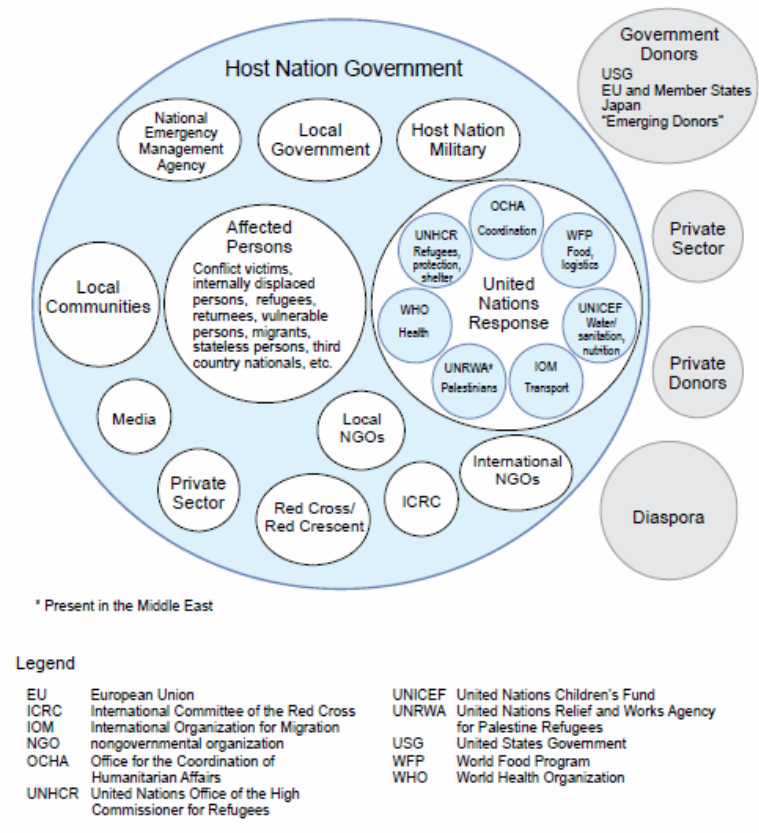 Host Nation Government
National
Emergency
Management
Agency
Local
Government
Host Nation
Military
Government
Donors
USG
EU and Member States
Japan
"Emerging Donors"
Affected
Persons
Conflict victims,
internally displaced
persons, refugees,
returnees, vulnerable
persons, migrants,
stateless persons, third
country nationals, etc.
Local
Communities
OCHA
Coordination
UNHCR
Refugees,
protection,
shelter
WFP
Food,
logistics
United
Nations
Response
WHO
Health
UNICEF
Water/
sanitation,
nutrition
UNRWA*
Palestinians
IOM
Transport
Private
Sector
Private
Donors
Diaspora
Media
Local
NGOs
International
NGOs
Private
Sector
Red Cross/
Red Crescent
ICRC
* Present in the Middle East
Legend
EU European Union
ICRC International Committee of the Red Cross
IOM International Organization for Migration
NGO nongovernmental organization
OCHA Office for the Coordination of
Humanitarian Affairs
UNHCR United Nations Office of the High
Commissioner for Refugees
UNICEF United Nations Children's Fund
UNRWA United Nations Relief and Works Agency
for Palestine Refugees
USG United States Government
WFP World Food Program
WHO World Health Organization